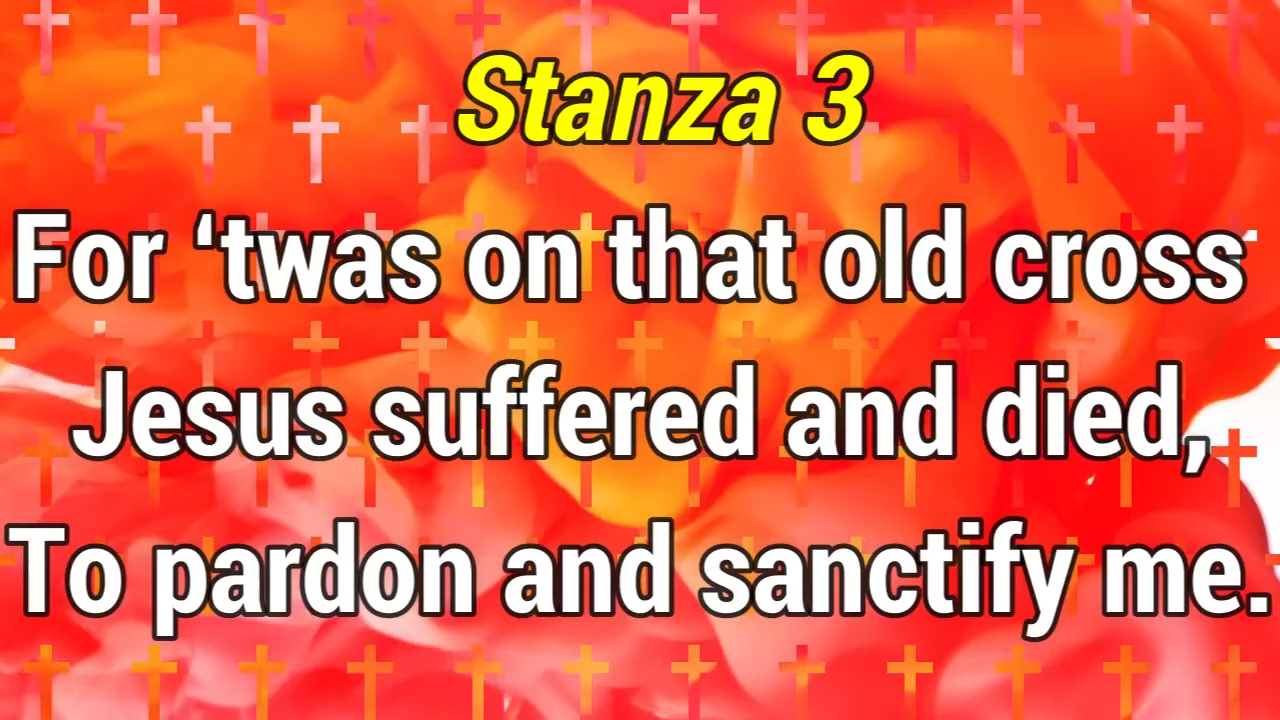 Stanza 3
For ‘twas on that old cross
Jesus suffered and died,
To pardon and sanctify me.